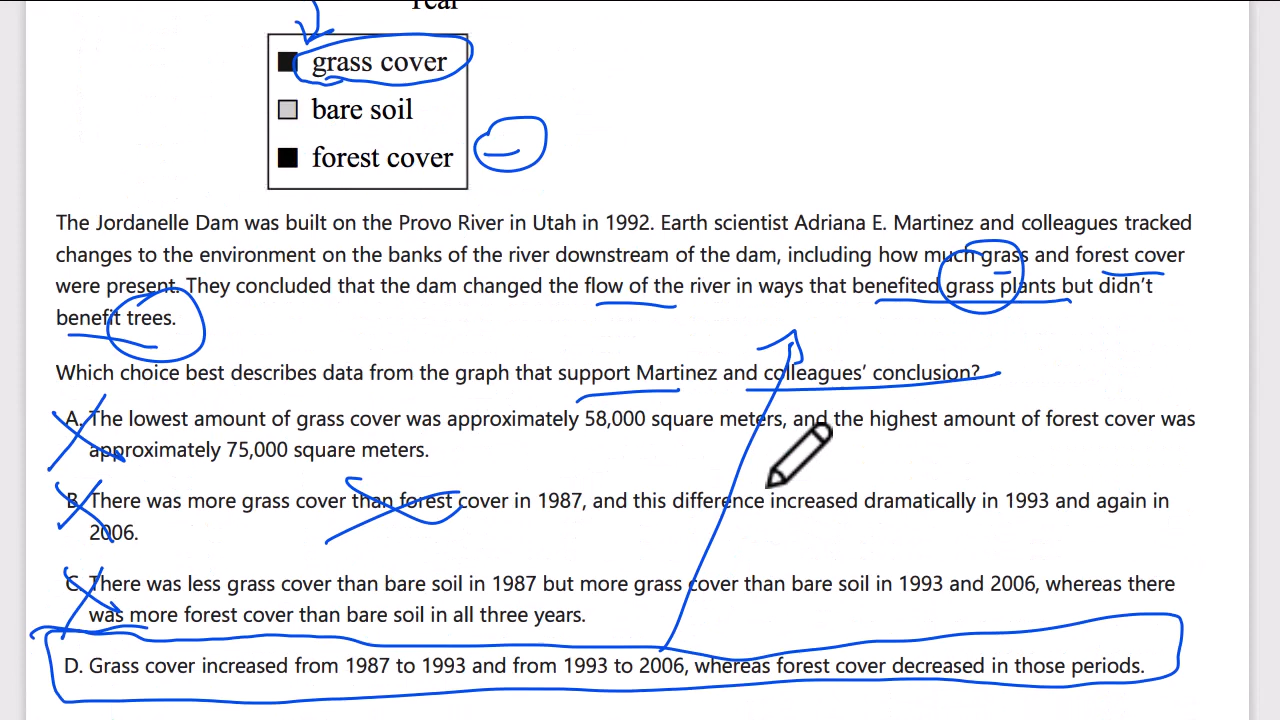 Year
grass cover
bare soil
forest cover
The Jordanelle Dam was built on the Provo River in Utah in 1992. Earth scientist Adriana E. Martinez and colleagues tracked
changes to the environment on the banks of the river downstream of the dam, including how much grass and forest cover
were present. They concluded that the dam changed the flow of the river in ways that benefited grass plants but didn't
benefit trees.
Which choice best describes data from the graph that support Martinez and colleagues' conclusion?
A. The lowest amount of grass cover was approximately 58,000 square meters, and the highest amount of forest cover was
approximately 75,000 square meters.
B. There was more grass cover than forest cover in 1987, and this difference increased dramatically in 1993 and again in
2006.
C. There was less grass cover than bare soil in 1987 but more grass cover than bare soil in 1993 and 2006, whereas there
was more forest cover than bare soil in all three years.
D. Grass cover increased from 1987 to 1993 and from 1993 to 2006, whereas forest cover decreased in those periods.